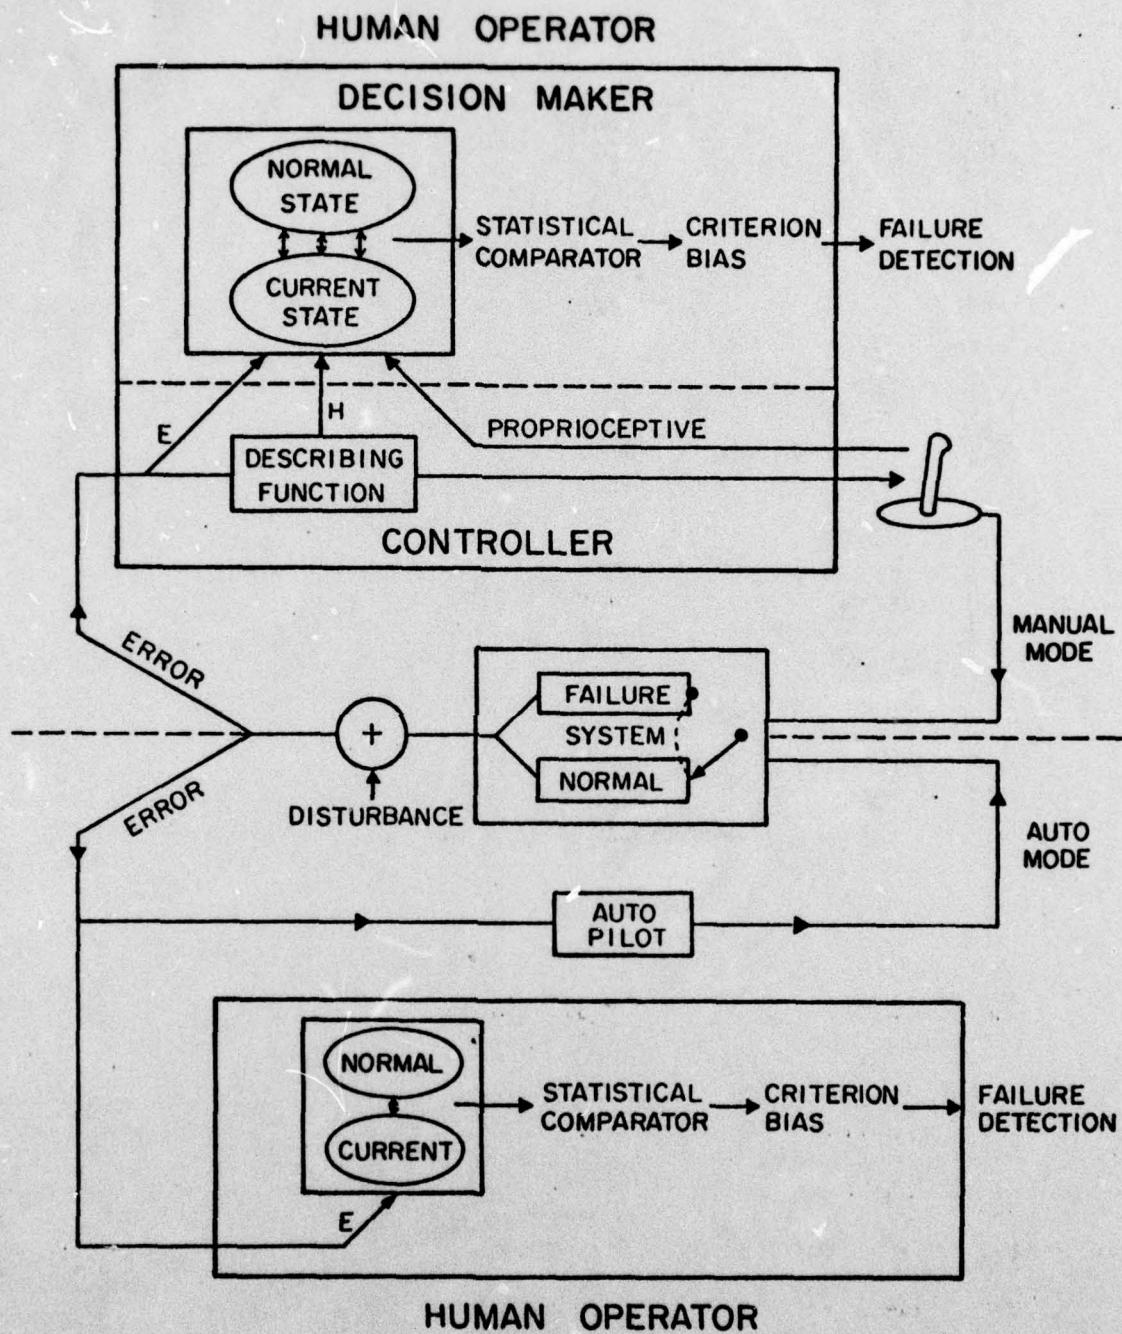 HUMAN OPERATOR
DECISION MAKER
NORMAL
STATE
CURRENT
STATE
STATISTICAL
COMPARATOR
CRITERION
BIAS
FAILURE
DETECTION
E
H
PROPRIOCEPTIVE
DESCRIBING
FUNCTION
CONTROLLER
MANUAL
MODE
ERROR
FAILURE
SYSTEM
NORMAL
+
DISTURBANCE
ERROR
AUTO
MODE
AUTO
PILOT
NORMAL
CURRENT
STATISTICAL
COMPARATOR
CRITERION
BIAS
FAILURE
DETECTION
E
HUMAN OPERATOR